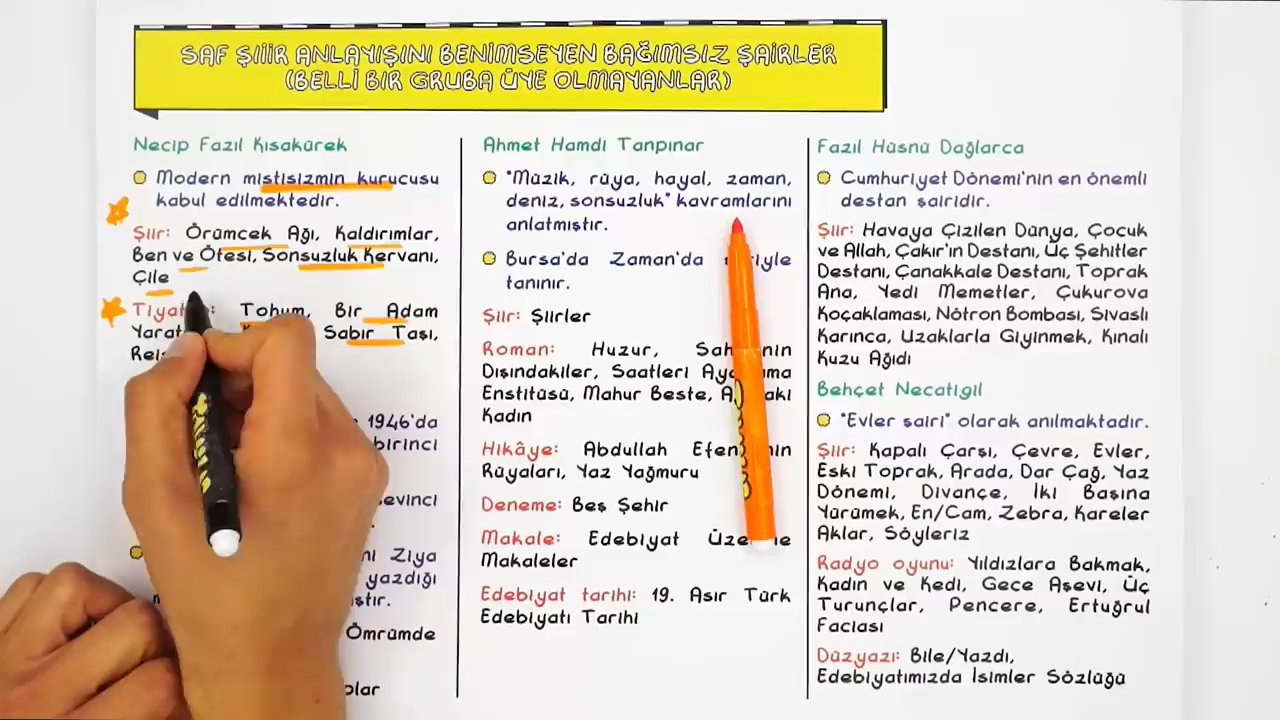 SAF ŞİİİR ANLAYIŞINI BENİMSEYEN BAĞIMSIZ ŞAİRLER
(BELLİ BİR GRUBA ÜYE OLMAYANLAR)
Necip Fazıl Kısakürek
Modern mistisizmin kurucusu
kabul edilmektedir.
Şiir: Örümcek Ağı, Kaldırımlar,
Ben ve Ötesi, Sonsuzluk Kervanı,
Çile
Tohum, Bir Adam
Sabır Taşı,
1946'da
birinci
sevinci
Ziya
yazdığı
Ömrümde
Ahmet Hamdi Tanpınar
"Müzik, rüya, hayal, zaman,
deniz, sonsuzluk" kavramlarını
anlatmıştır.
Bursa'da Zaman'da
tanınır.
Şiir: Şiirler
Roman: Huzur,
Dışındakiler, Saatleri
Enstitüsü, Mahur Beste,
Kadın
Hikâye: Abdullah
Rüyaları, Yaz Yağmuru
Deneme: Beş Şehir
Makale: Edebiyat
Makaleler
Edebiyat tarihi: 19. Asır Türk
Edebiyatı Tarihi
Fazıl Hüsnü Dağlarca
Cumhuriyet Dönemi'nin en önemli
destan şairidir.
Şiir: Havaya Çizilen Dünya, Çocuk
ve Allah, Çakır'ın Destanı, Üç Şehitler
Destanı, Çanakkale Destanı, Toprak
Ana, Yedi Memetler, Çukurova
Koçaklaması, Nötron Bombası, Sivaslı
Karınca, Uzaklarla Giyinmek, Kınalı
Kuzu Ağıdı
Behçet Necatigil
"Evler şairi" olarak anılmaktadır.
Şiir: Kapalı Çarşı, Çevre, Evler,
Eski Toprak, Arada, Dar Çağ, Yaz
Dönemi, Divançe, İki Başına
Yürümek, En/Cam, Zebra, Kareler
Aklar, Söyleriz
Radyo oyunu: Yıldızlara Bakmak,
Kadın ve Kedi, Gece Aşevi, Üç
Turunçlar, Pencere, Ertuğrul
Faciası
Düzyazı: Bile/Yazdı,
Edebiyatımızda İsimler Sözlüğü